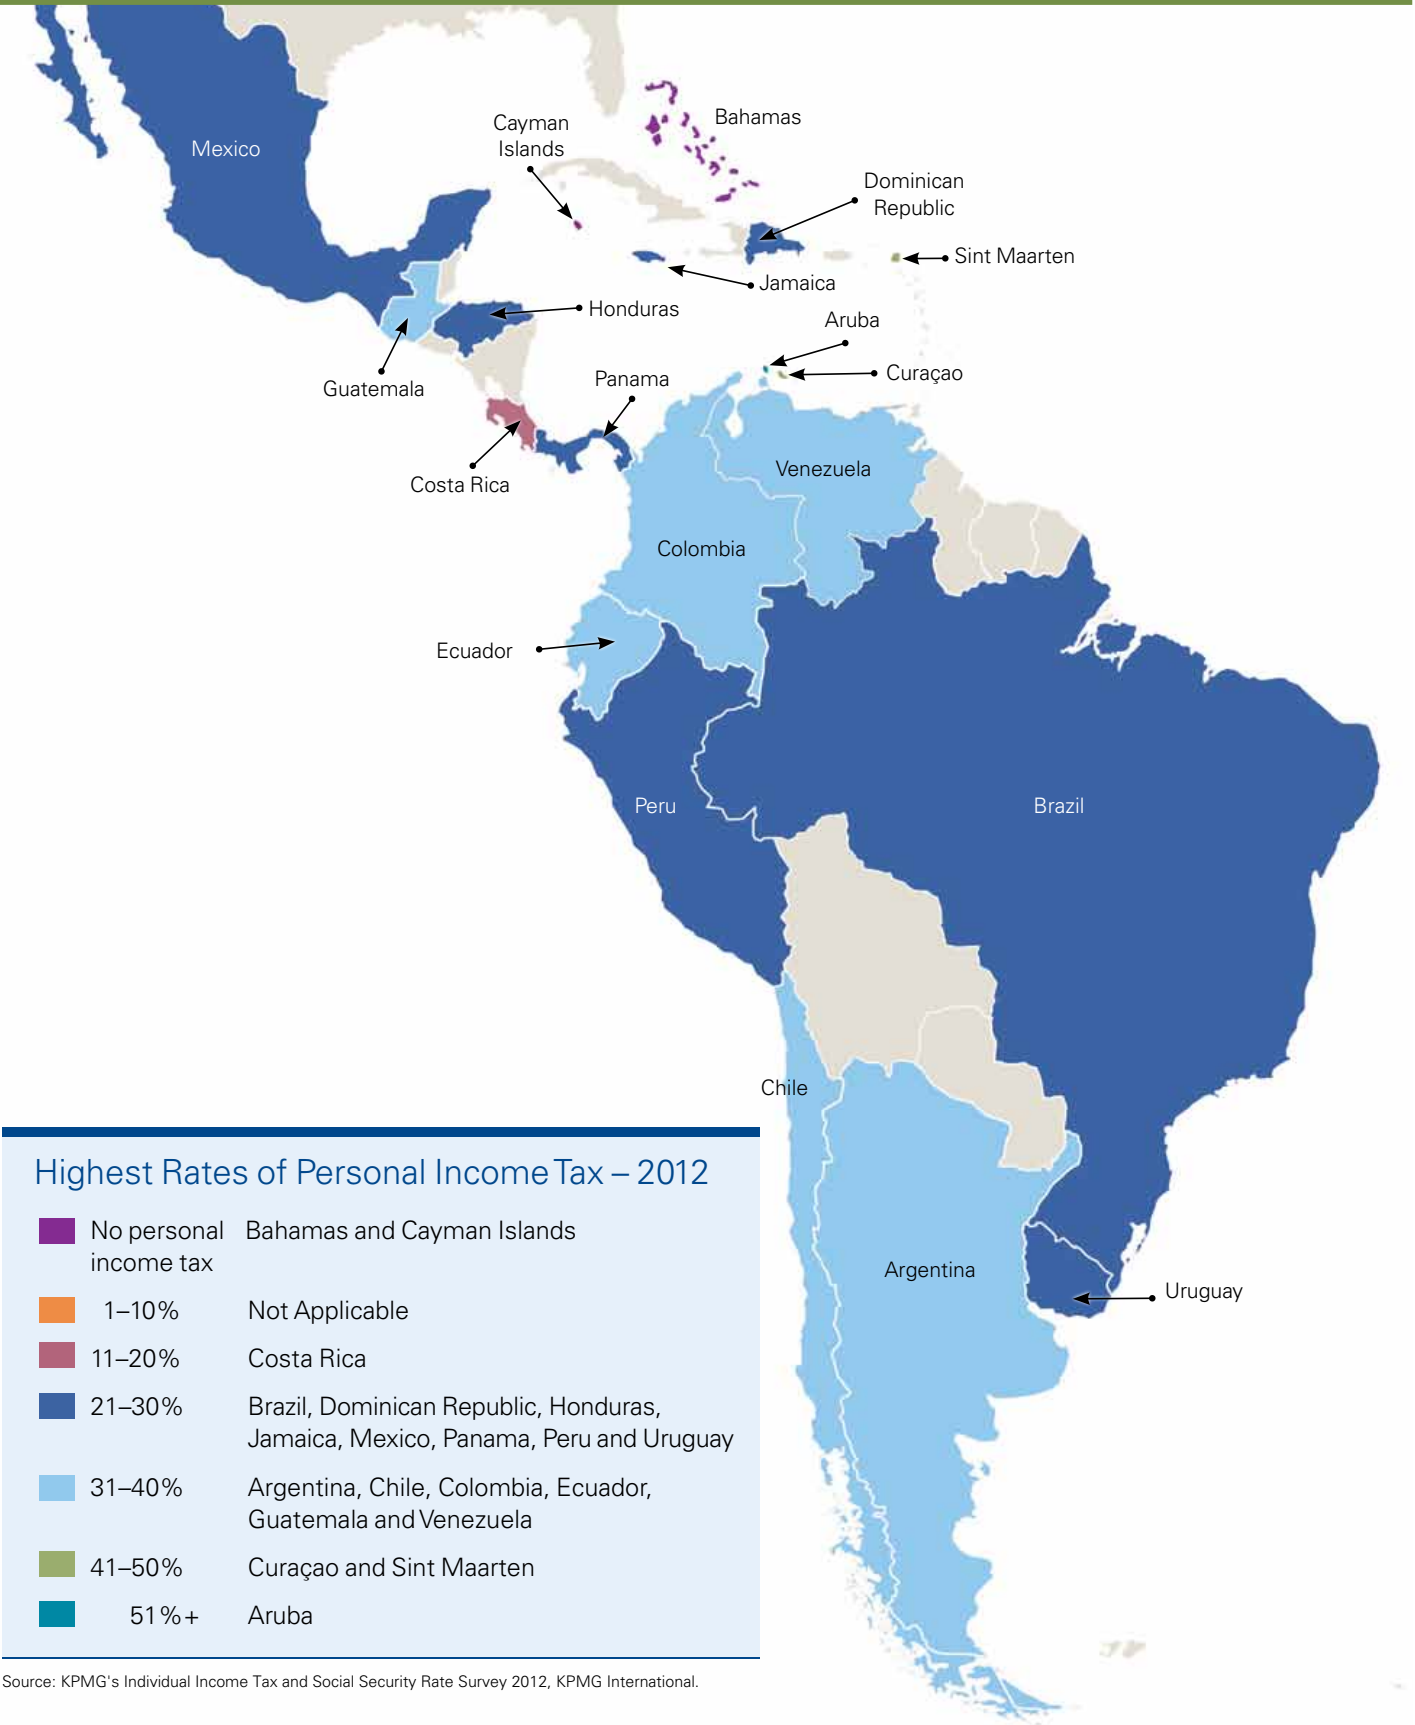 Mexico
Cayman
Islands
Bahamas
Dominican
Republic
Sint Maarten
Jamaica
Honduras
Aruba
Guatemala
Panama
Curaçao
Costa Rica
Venezuela
Colombia
Ecuador
Peru
Brazil
Chile
Argentina
Uruguay
Highest Rates of Personal Income Tax – 2012
No personal Bahamas and Cayman Islands
income tax
1–10% Not Applicable
11–20% Costa Rica
21–30% Brazil, Dominican Republic, Honduras,
Jamaica, Mexico, Panama, Peru and Uruguay
31–40% Argentina, Chile, Colombia, Ecuador,
Guatemala and Venezuela
41–50% Curaçao and Sint Maarten
51%+ Aruba
Source: KPMG's Individual Income Tax and Social Security Rate Survey 2012, KPMG International.